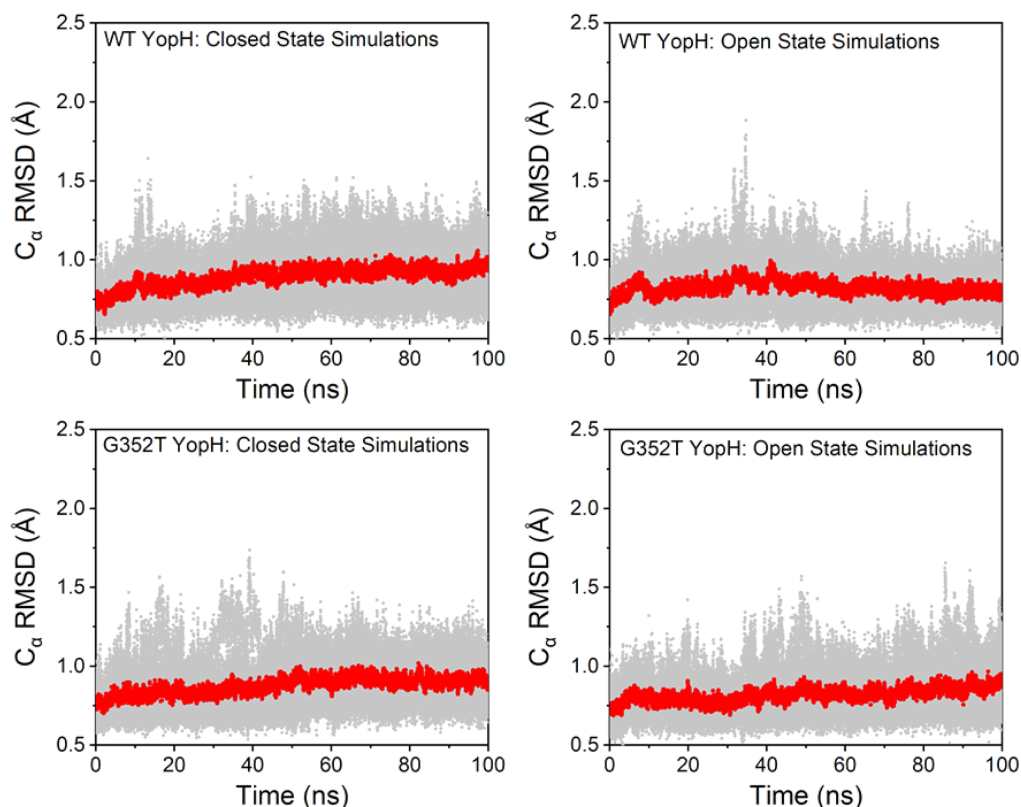 WT YopH: Closed State Simulations
C_α RMSD (Å)
2.5
2.0
1.5
1.0
0.5
0 20 40 60 80 100
Time (ns)
WT YopH: Open State Simulations
C_α RMSD (Å)
2.5
2.0
1.5
1.0
0.5
0 20 40 60 80 100
Time (ns)
G352T YopH: Closed State Simulations
C_α RMSD (Å)
2.5
2.0
1.5
1.0
0.5
0 20 40 60 80 100
Time (ns)
G352T YopH: Open State Simulations
C_α RMSD (Å)
2.5
2.0
1.5
1.0
0.5
0 20 40 60 80 100
Time (ns)